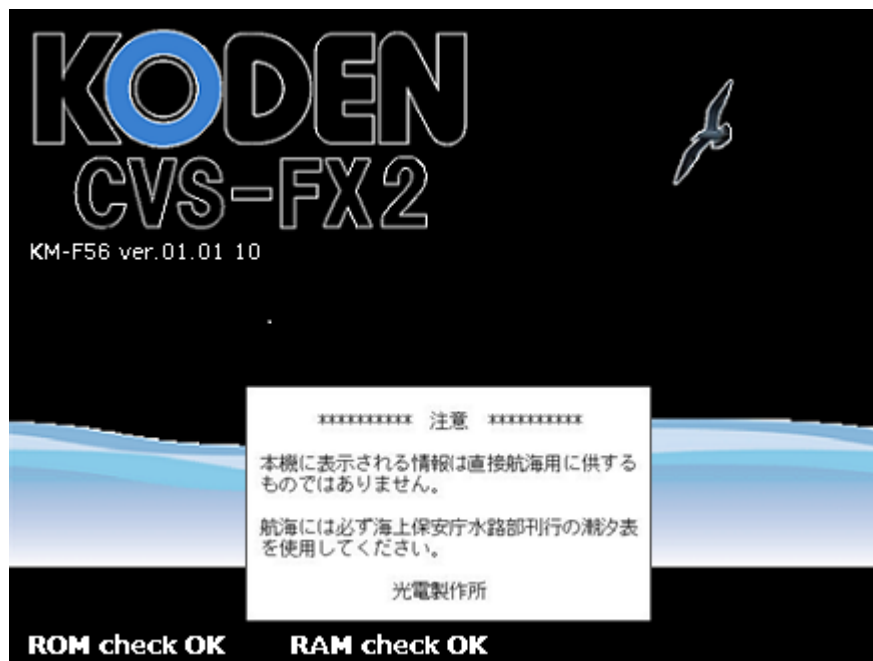 KODEN
CVS-FX2
KM-F56 ver.01.01 10
********** 注意 **********
本機に表示される情報は直接航海用に供する
ものではありません。
航海には必ず海上保安庁水路部刊行の潮汐表
を使用してください。
光電製作所
ROM check OK RAM check OK